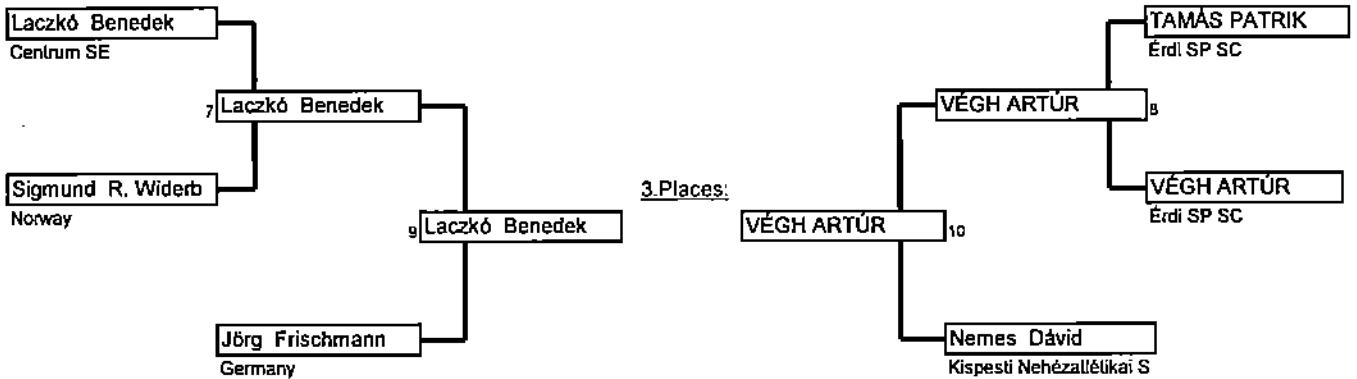 Laczkó Benedek
Centrum SE
7 Laczkó Benedek
Sigmund R. Widerb
Norway
9 Laczkó Benedek
Jörg Frischmann
Germany
3.Places:
TAMÁS PATRIK
Érdi SP SC
VÉGH ARTÚR 8
VÉGH ARTÚR
Érdi SP SC
VÉGH ARTÚR 10
Nemes Dávid
Kispesti Nehézatlétikai S